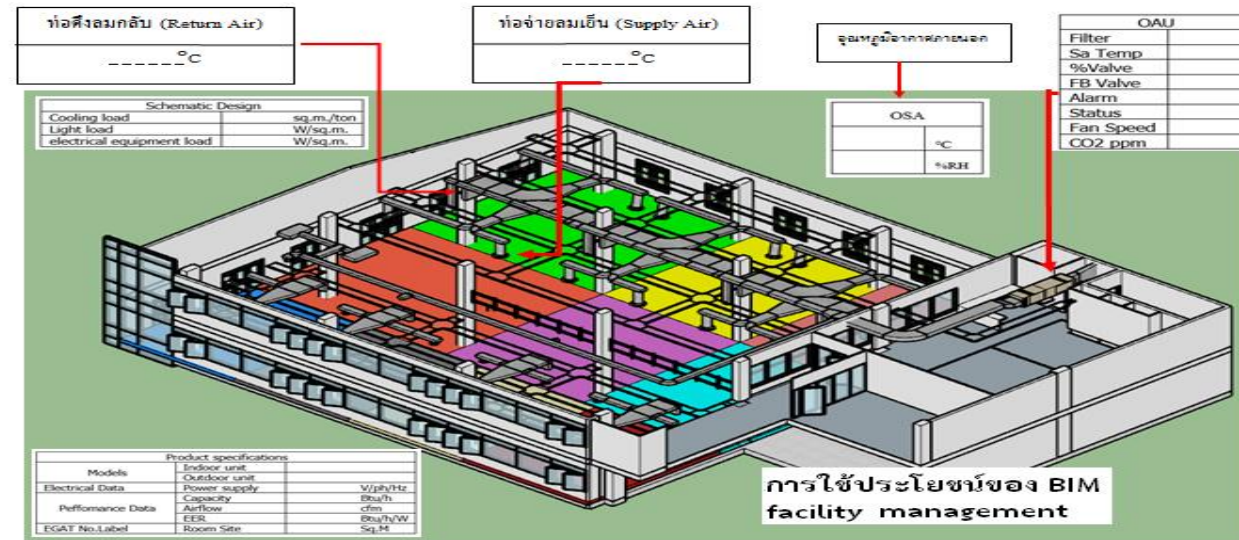 ท่อดึงลมกลับ (Return Air)
______°C
ท่อจ่ายลมเย็น (Supply Air)
______°C
อุณหภูมิอากาศภายนอก
OAU
Filter
Sa Temp
%Valve
FB Valve
Alarm
Status
Fan Speed
CO2 ppm
Schematic Design
Cooling load sq.m./ton
Light load W/sq.m.
electrical equipment load W/sq.m.
OSA
°C
%RH
Product specifications
Models Indoor unit
Outdoor unit
Electrical Data Power supply V/ph/Hz
Peffomance Data Capacity Btu/h
Airflow cfm
EER Btu/h/W
EGAT No.Label Room Site Sq.M
การใช้ประโยชน์ของ BIM
facility management